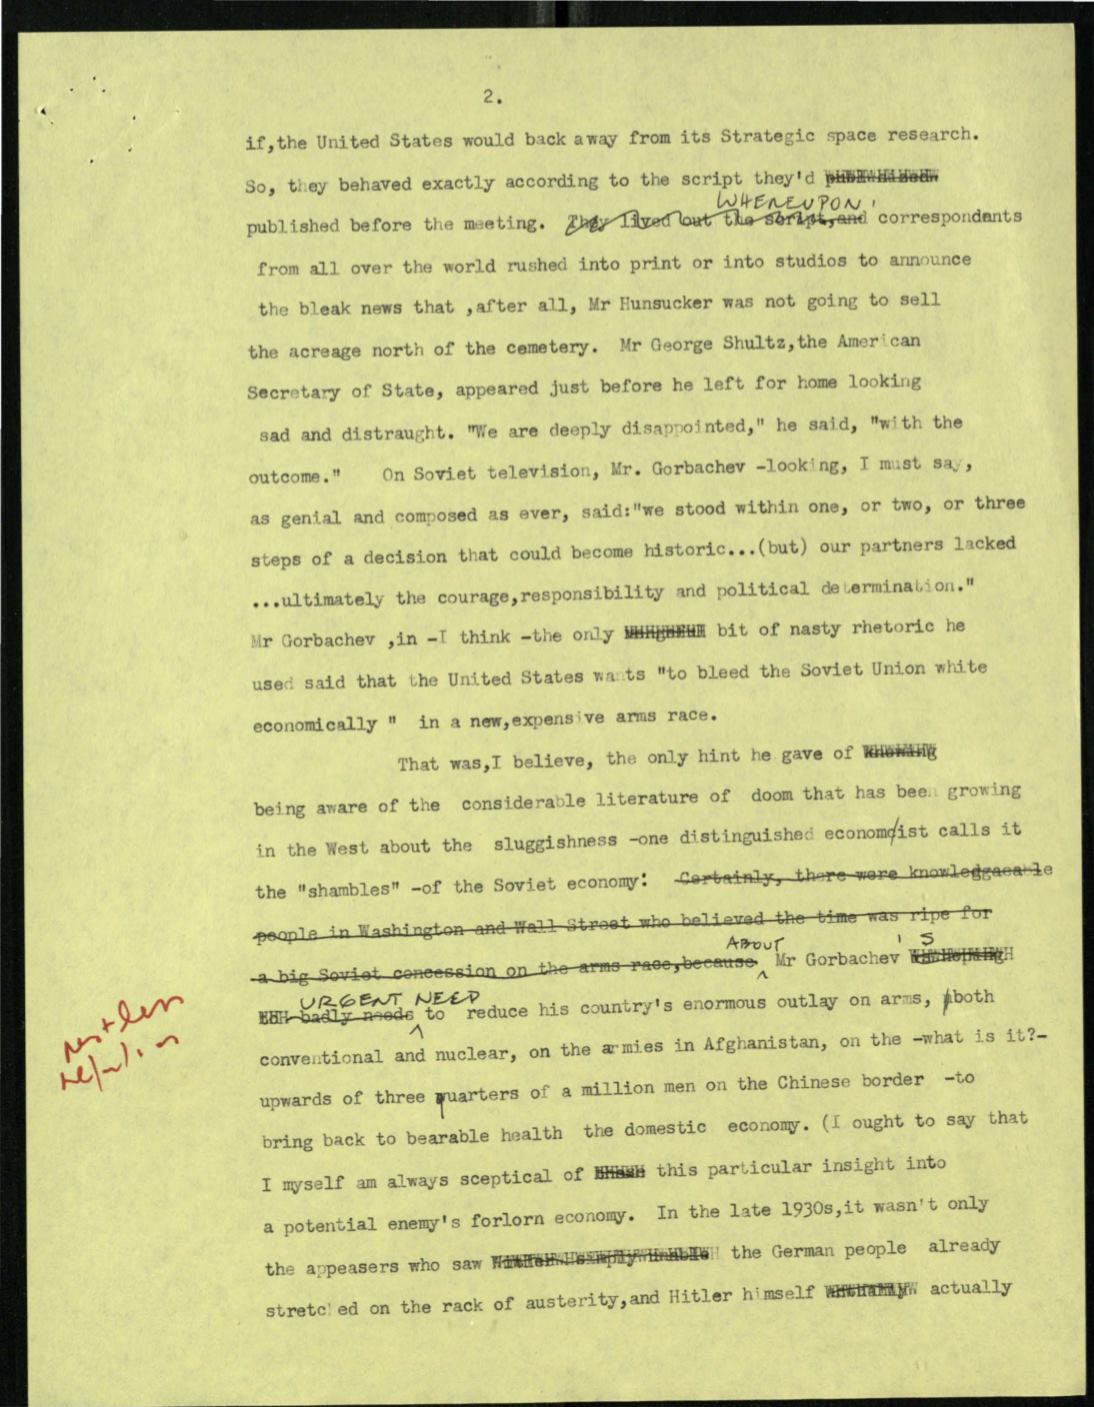 2.
if,the United States would back away from its Strategic space research.
So, they behaved exactly according to the script they'd
WHEREUPON,
published before the meeting. They lived out the script,and correspondants
from all over the world rushed into print or into studios to announce
the bleak news that ,after all, Mr Hunsucker was not going to sell
the acreage north of the cemetery. Mr George Shultz,the American
Secretary of State, appeared just before he left for home looking
sad and distraught. "We are deeply disappointed," he said, "with the
outcome." On Soviet television, Mr. Gorbachev -looking, I must say,
as genial and composed as ever, said:"we stood within one, or two, or three
steps of a decision that could become historic...(but) our partners lacked
...ultimately the courage,responsibility and political determination."
Mr Gorbachev ,in -I think -the only bit of nasty rhetoric he
used said that the United States wants "to bleed the Soviet Union white
economically " in a new,expensive arms race.
That was,I believe, the only hint he gave of knowing
being aware of the considerable literature of doom that has been growing
in the West about the sluggishness -one distinguished economoist calls it
the "shambles" -of the Soviet economy: Certainly, there were knowledgaeable
people in Washington and Wall Street who believed the time was ripe for
ABOUT 'S
a big Soviet concession on the arms race,because Mr Gorbachev
URGENT NEED
badly needs to reduce his country's enormous outlay on arms, both
conventional and nuclear, on the armies in Afghanistan, on the -what is it?-
upwards of three quarters of a million men on the Chinese border -to
bring back to bearable health the domestic economy. (I ought to say that
I myself am always sceptical of this particular insight into
a potential enemy's forlorn economy. In the late 1930s,it wasn't only
the appeasers who saw the German people already
stretched on the rack of austerity,and Hitler himself actually